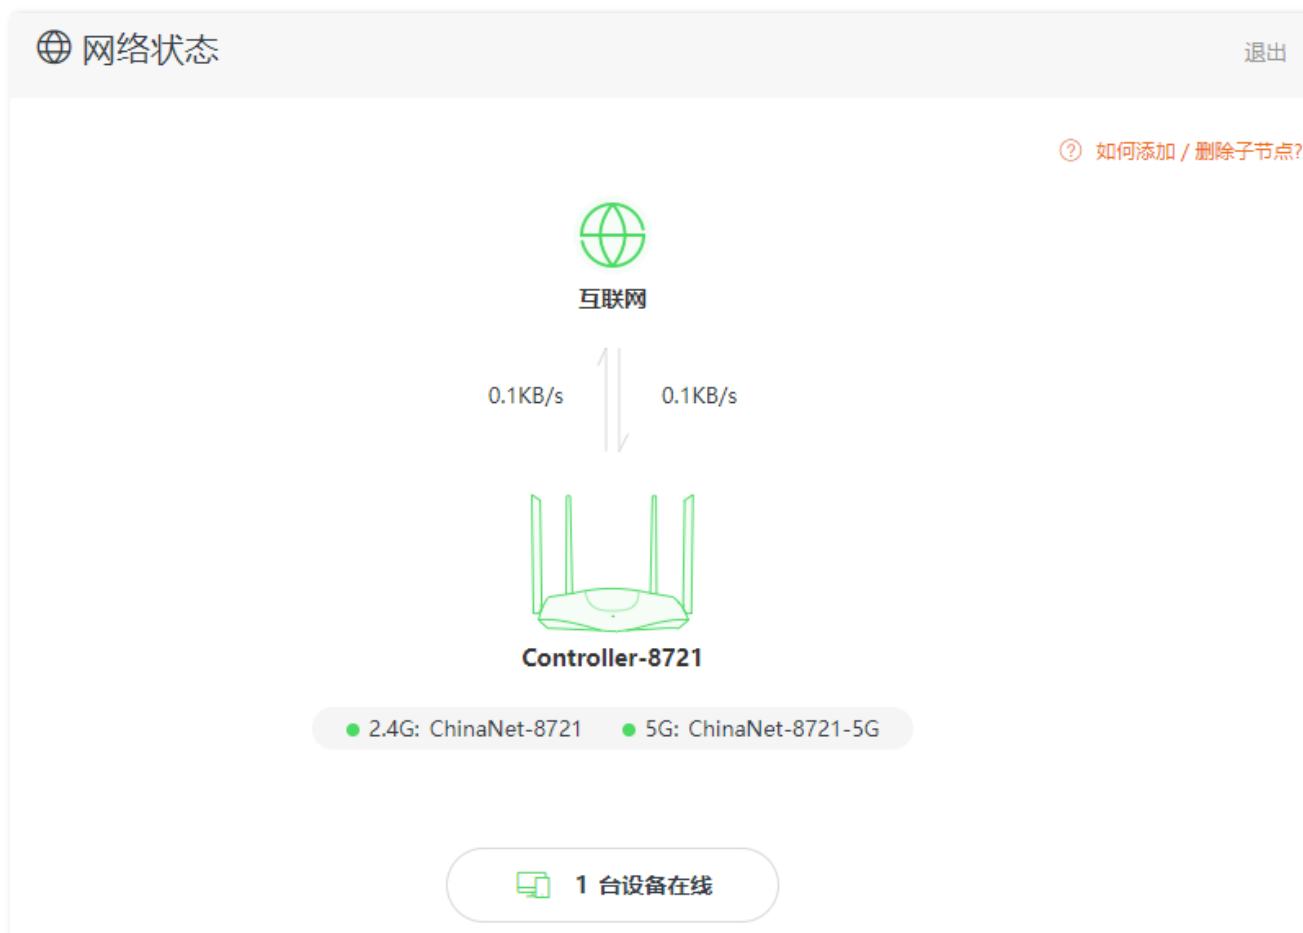 网络状态
退出
如何添加 / 删除子节点?
互联网
0.1KB/s 0.1KB/s
Controller-8721
2.4G: ChinaNet-8721 5G: ChinaNet-8721-5G
1 台设备在线